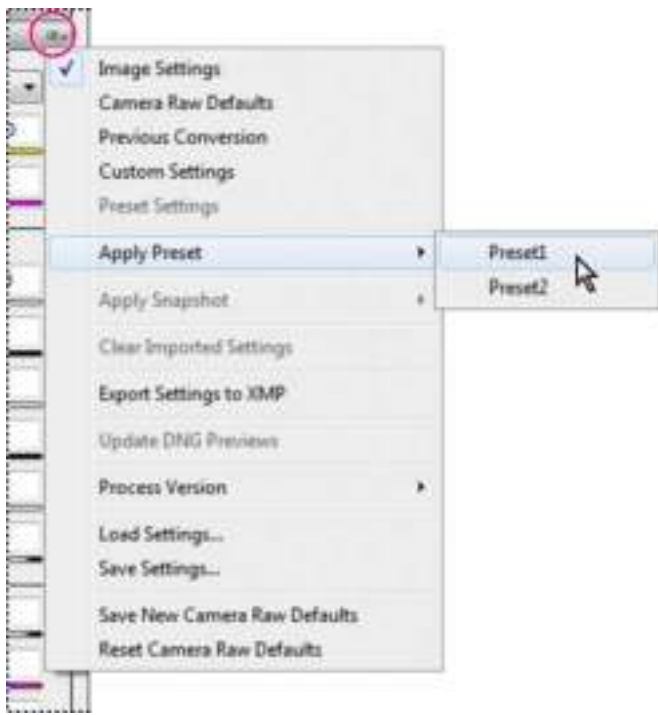 Image Settings
Camera Raw Defaults
Previous Conversion
Custom Settings
Preset Settings
Apply Preset
Preset1
Preset2
Apply Snapshot
Clear Imported Settings
Export Settings to XMP
Update DNG Previews
Process Version
Load Settings...
Save Settings...
Save New Camera Raw Defaults
Reset Camera Raw Defaults